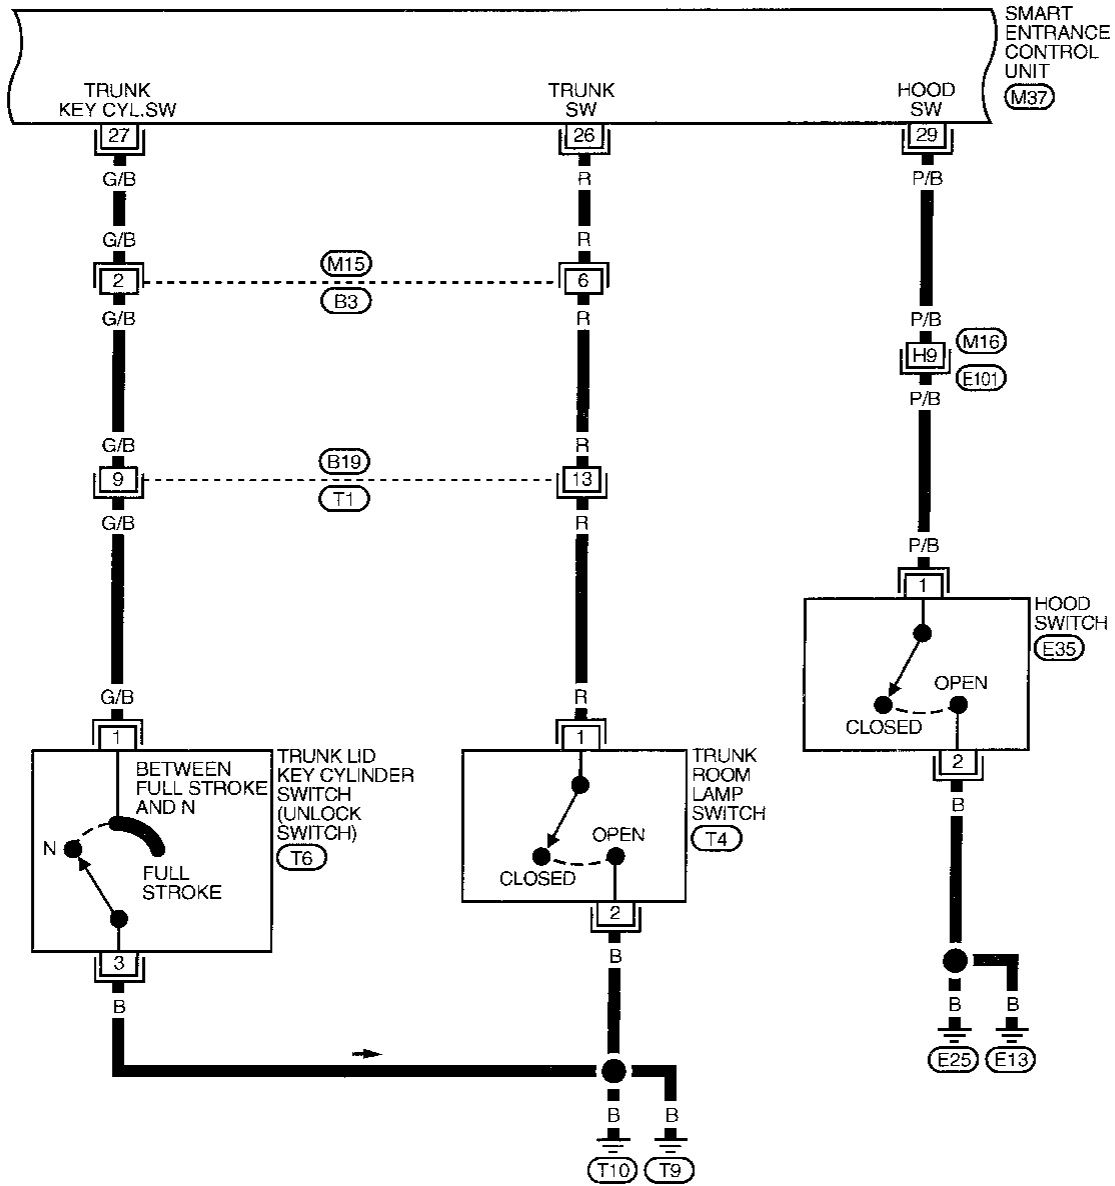 SMART
ENTRANCE
CONTROL
UNIT
M37
TRUNK
KEY CYL.SW
TRUNK
SW
HOOD
SW
27
26
29
G/B
R
P/B
G/B
R
M15
2
6
B3
G/B
R
P/B
M16
H9
E101
P/B
G/B
R
B19
9
13
T1
G/B
R
P/B
1
HOOD
SWITCH
E35
OPEN
CLOSED
2
B
G/B
R
1
1
TRUNK LID
KEY CYLINDER
SWITCH
(UNLOCK
SWITCH)
T6
BETWEEN
FULL STROKE
AND N
N
FULL
STROKE
3
B
TRUNK
ROOM
LAMP
SWITCH
T4
OPEN
CLOSED
2
B
B
B
E25
E13
B
B
T10
T9